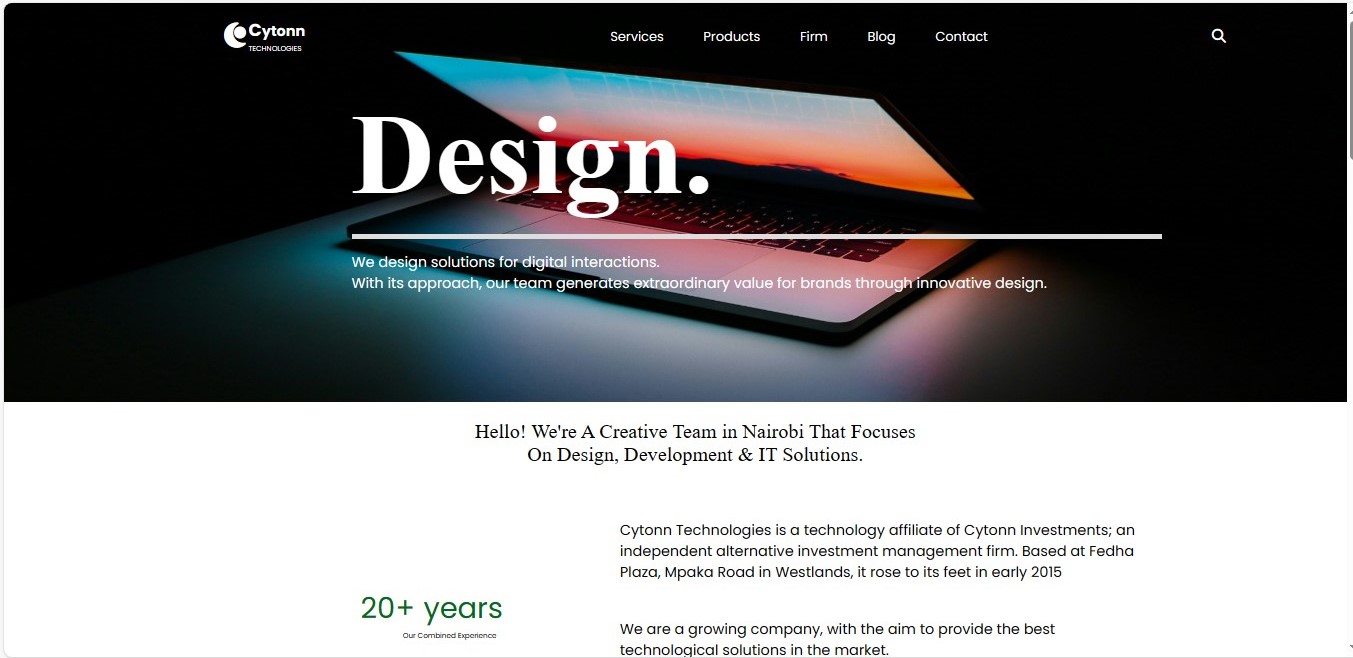 Cytonn
TECHNOLOGIES
Services Products Firm Blog Contact
Design.
We design solutions for digital interactions.
With its approach, our team generates extraordinary value for brands through innovative design.
Hello! We're A Creative Team in Nairobi That Focuses
On Design, Development & IT Solutions.
Cytonn Technologies is a technology affiliate of Cytonn Investments; an
independent alternative investment management firm. Based at Fedha
Plaza, Mpaka Road in Westlands, it rose to its feet in early 2015
20+ years
Our Combined Experience
We are a growing company, with the aim to provide the best
technological solutions in the market.